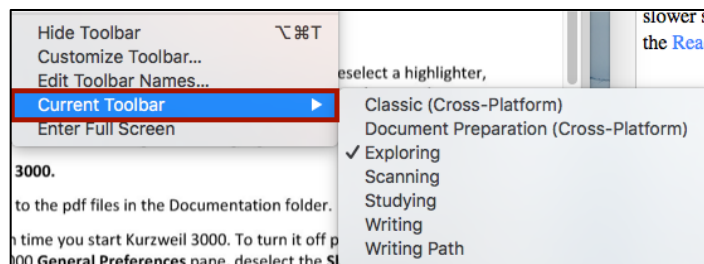 Hide Toolbar ⌥⌘T
Customize Toolbar...
Edit Toolbar Names...
Current Toolbar ▶
Enter Full Screen
Classic (Cross-Platform)
Document Preparation (Cross-Platform)
✓ Exploring
Scanning
Studying
Writing
Writing Path
eselect a highlighter,
slower
the Rea
3000.
to the pdf files in the Documentation folder.
time you start Kurzweil 3000. To turn it off
General Preferences pane, deselect the